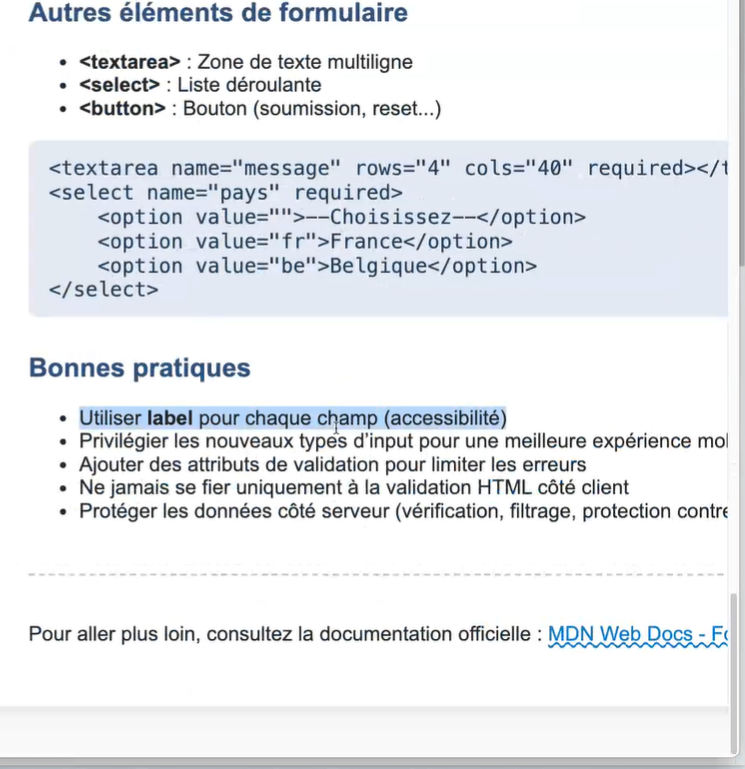 Autres éléments de formulaire
• <textarea> : Zone de texte multiligne
• <select> : Liste déroulante
• <button> : Bouton (soumission, reset...)
<textarea name="message" rows="4" cols="40" required></t
<select name="pays" required>
    <option value="">--Choisissez--</option>
    <option value="fr">France</option>
    <option value="be">Belgique</option>
</select>
Bonnes pratiques
• Utiliser label pour chaque champ (accessibilité)
• Privilégier les nouveaux types d'input pour une meilleure expérience mo
• Ajouter des attributs de validation pour limiter les erreurs
• Ne jamais se fier uniquement à la validation HTML côté client
• Protéger les données côté serveur (vérification, filtrage, protection contre
Pour aller plus loin, consultez la documentation officielle : MDN Web Docs - Fo